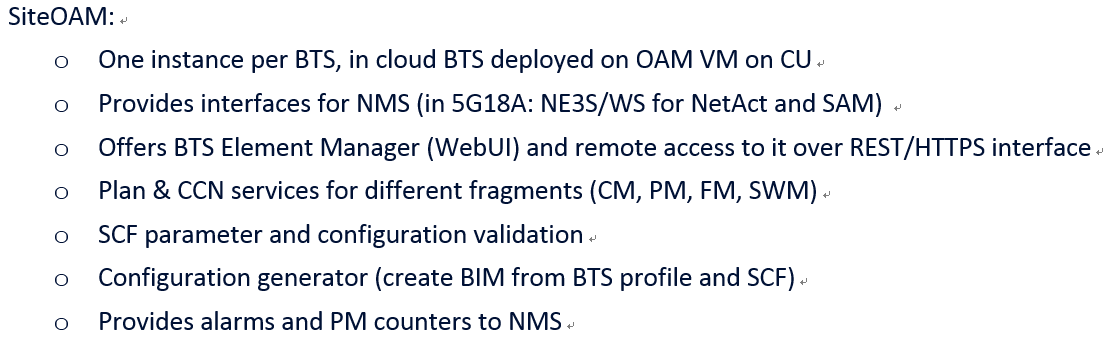 SiteOAM:
o One instance per BTS, in cloud BTS deployed on OAM VM on CU
o Provides interfaces for NMS (in 5G18A: NE3S/WS for NetAct and SAM)
o Offers BTS Element Manager (WebUI) and remote access to it over REST/HTTPS interface
o Plan & CCN services for different fragments (CM, PM, FM, SWM)
o SCF parameter and configuration validation
o Configuration generator (create BIM from BTS profile and SCF)
o Provides alarms and PM counters to NMS